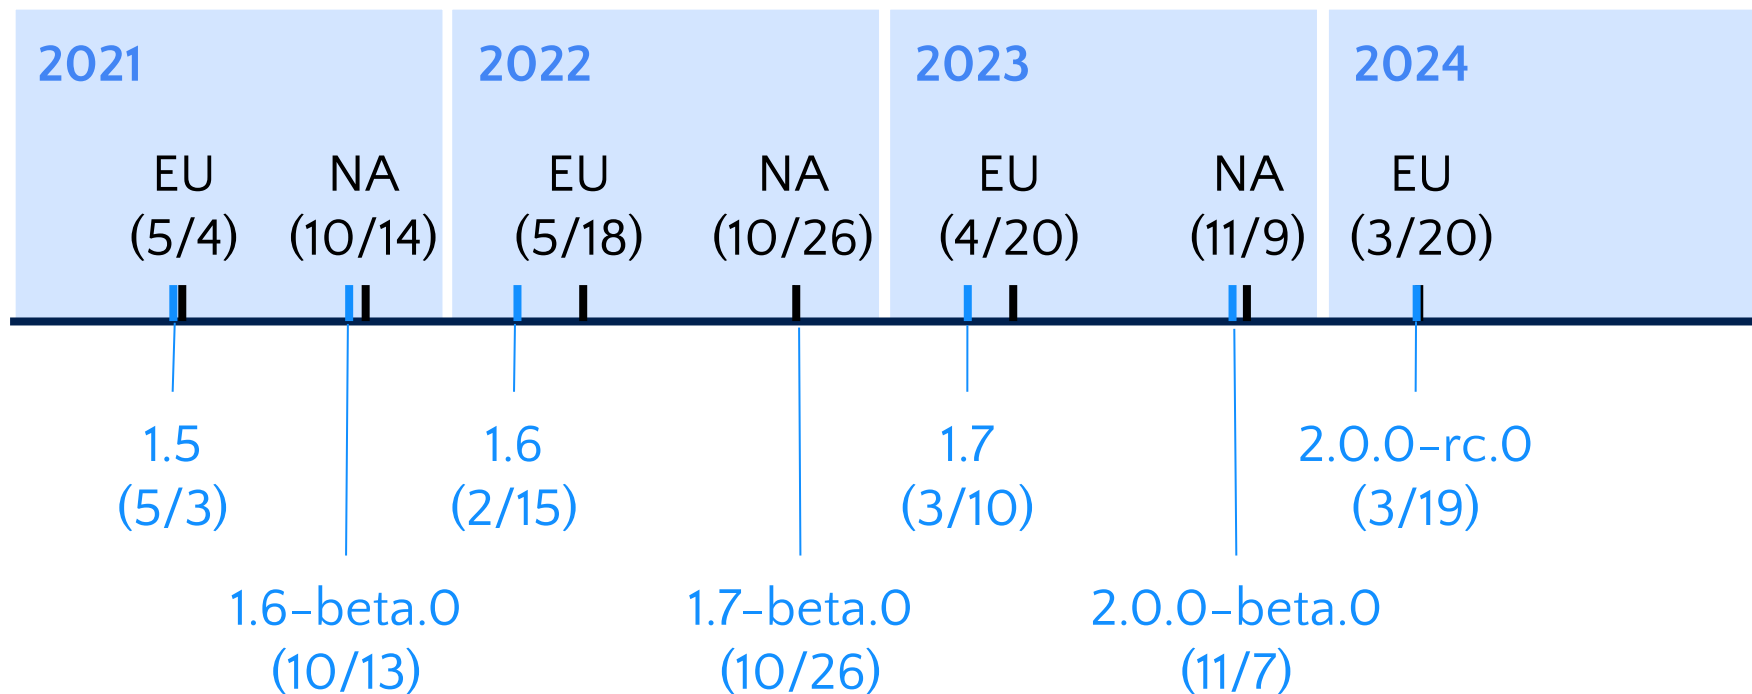 2021
2022
2023
2024
EU
(5/4)
NA
(10/14)
EU
(5/18)
NA
(10/26)
EU
(4/20)
NA
(11/9)
EU
(3/20)
1.5
(5/3)
1.6
(2/15)
1.7
(3/10)
2.0.0-rc.0
(3/19)
1.6-beta.0
(10/13)
1.7-beta.0
(10/26)
2.0.0-beta.0
(11/7)